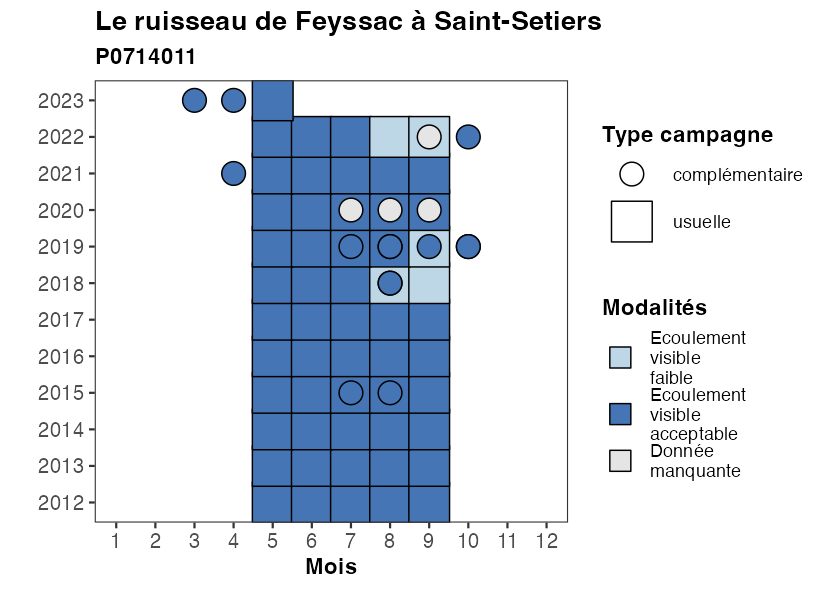 Le ruisseau de Feyssac à Saint-Setiers
P0714011
2023
2022
2021
2020
2019
2018
2017
2016
2015
2014
2013
2012
1 2 3 4 5 6 7 8 9 10 11 12
Mois
Type campagne
complémentaire
usuelle
Modalités
Ecoulement
visible
faible
Ecoulement
visible
acceptable
Donnée
manquante